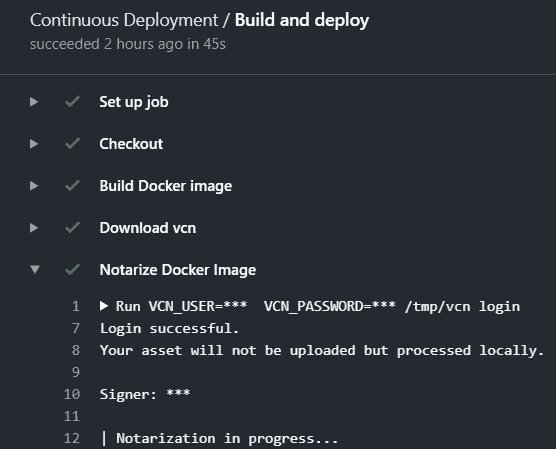 Continuous Deployment / Build and deploy
succeeded 2 hours ago in 45s
Set up job
Checkout
Build Docker image
Download vcn
Notarize Docker Image
1 ▶ Run VCN_USER=***  VCN_PASSWORD=*** /tmp/vcn login
7 Login successful.
8 Your asset will not be uploaded but processed locally.
9
10 Signer: ***
11
12 | Notarization in progress...